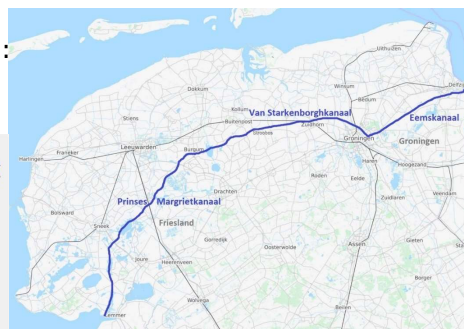 :
Uithuizen
Dokkum
Winsum
Delfzijl
Kollum
Van Starkenborghkanaal
Bedum
Stiens
Buitenpost
Zuidhorn
Eemskanaal
Groningen
Groningen
Franeker
Leeuwarden
Burgum
Harlingen
Haren
Hoogezand
Roden
Eelde
Drachten
Zuidlaren
Veendam
Prinses Margrietkanaal
Bolsward
Friesland
Sneek
Gorredijk
Assen
Gieten
Oosterwolde
Joure
Heerenveen
Borger
Wolvega
Beilen
Lemmer